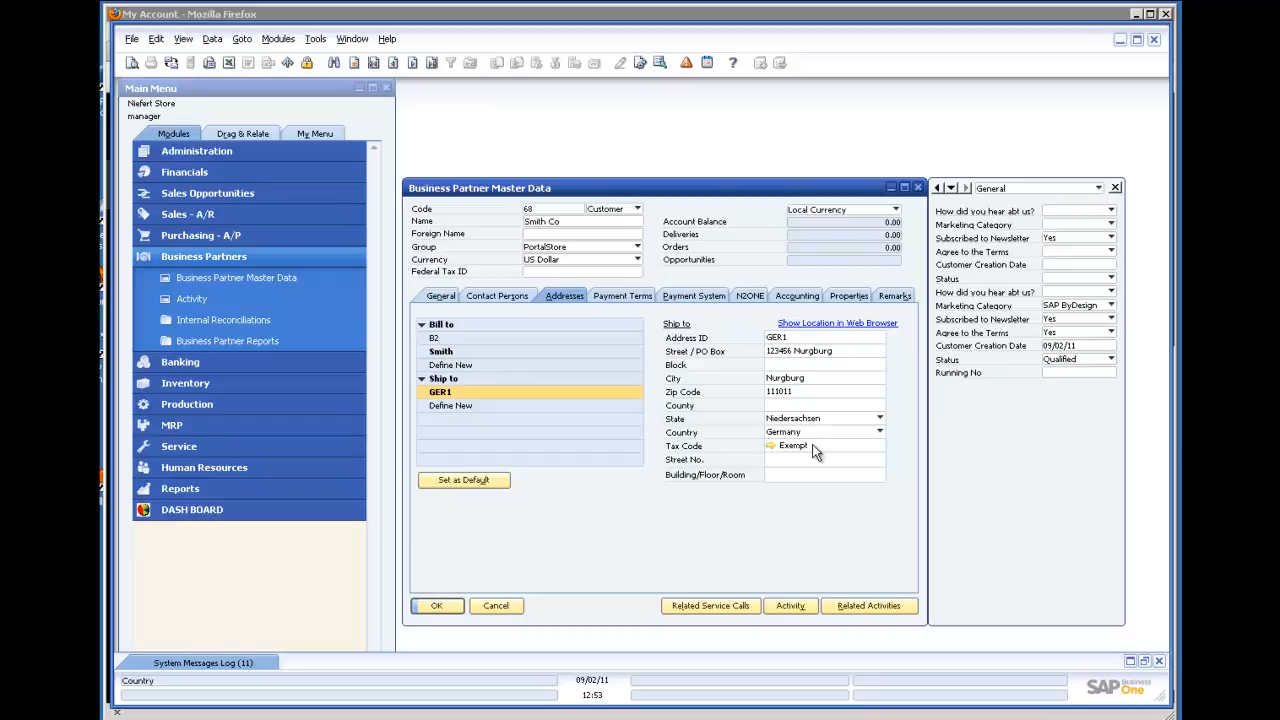 My Account - Mozilla Firefox
File Edit View Data Goto Modules Tools Window Help
Main Menu
Niefert Store
manager
Modules Drag & Relate My Menu
Administration
Financials
Sales Opportunities
Sales - A/R
Purchasing - A/P
Business Partners
Business Partner Master Data
Activity
Internal Reconciliations
Business Partner Reports
Banking
Inventory
Production
MRP
Service
Human Resources
Reports
DASH BOARD
Business Partner Master Data
Code 68 Customer
Name Smith Co
Foreign Name
Group PortalStore
Currency US Dollar
Federal Tax ID
Local Currency
Account Balance 0.00
Deliveries 0.00
Orders 0.00
Opportunities
General Contact Persons Addresses Payment Terms Payment System N2ONE Accounting Properties Remarks
Bill to
B2
Smith
Define New
Ship to
GER1
Define New
Set as Default
Ship to Show Location in Web Browser
Address ID GER1
Street / PO Box 123456 Nurgburg
Block
City Nurgburg
Zip Code 111011
County
State Niedersachsen
Country Germany
Tax Code Exempt
Street No.
Building/Floor/Room
OK Cancel Related Service Calls Activity Related Activities
General
How did you hear abt us?
Marketing Category
Subscribed to Newsletter Yes
Agree to the Terms
Customer Creation Date
Status
How did you hear abt us?
Marketing Category SAP ByDesign
Subscribed to Newsletter Yes
Agree to the Terms Yes
Customer Creation Date 09/02/11
Status Qualified
Running No
System Messages Log (11)
Country 09/02/11
12:53
SAP Business One